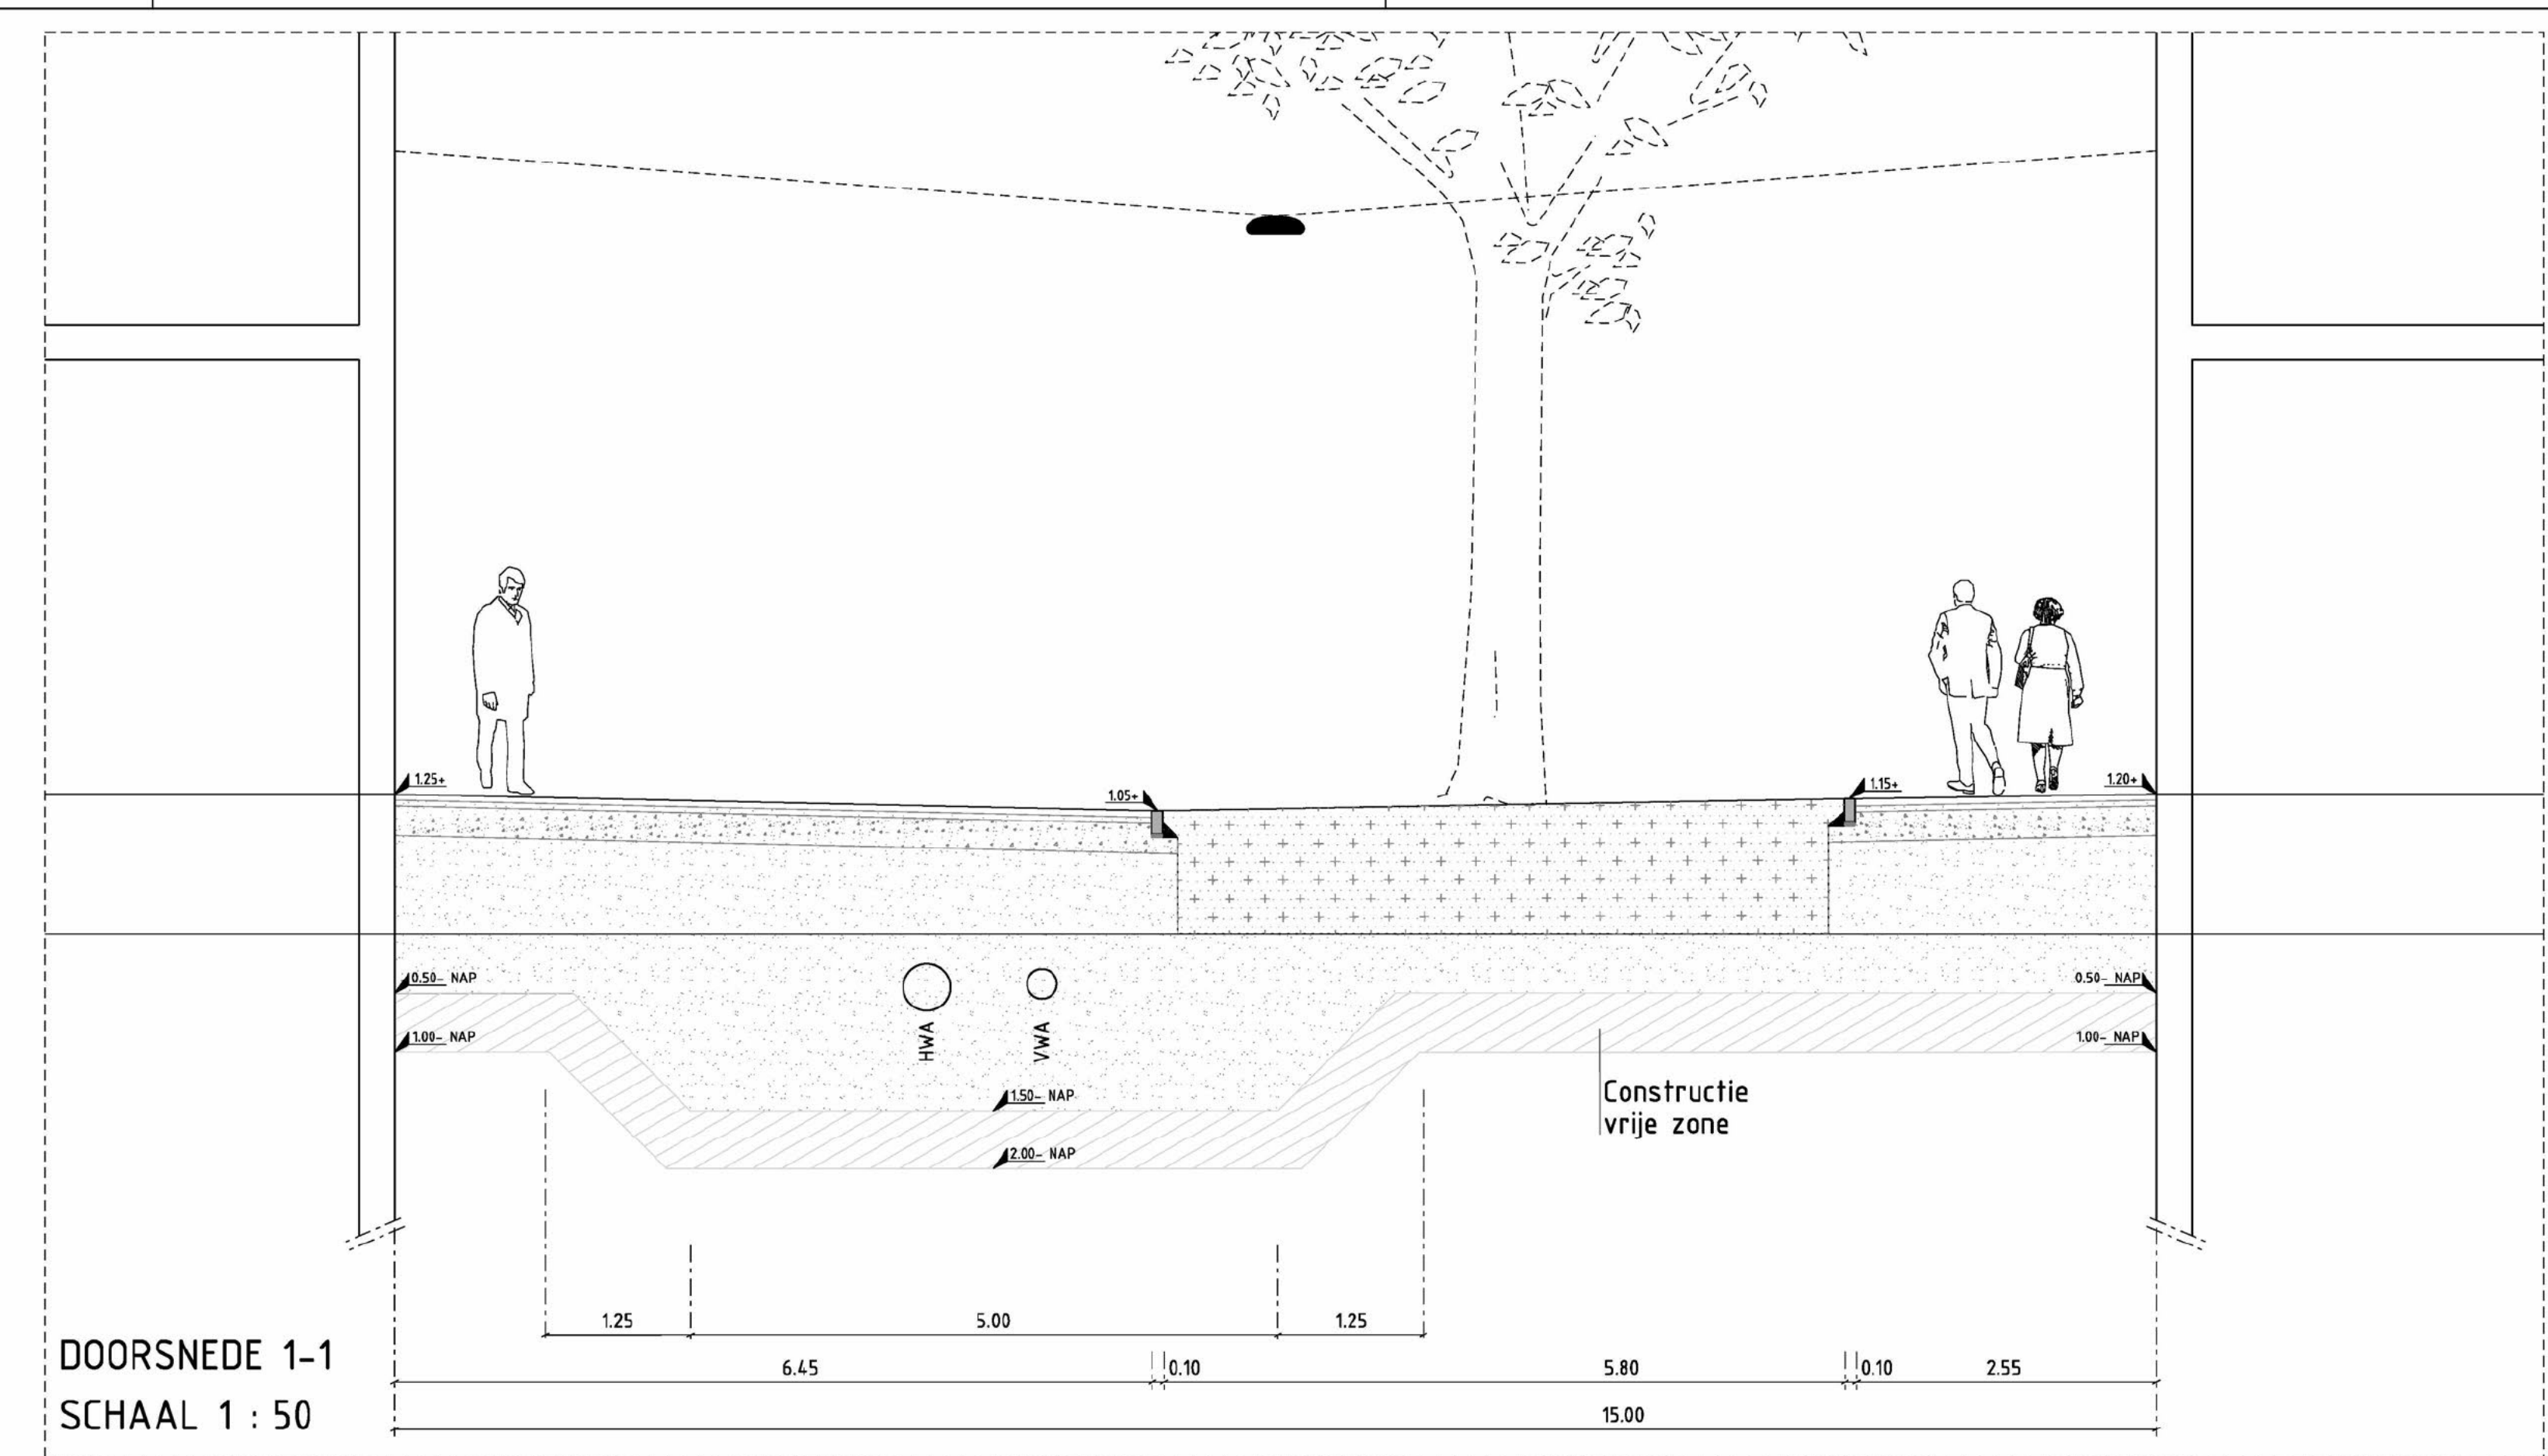 1.25+
1.05+
1.15+
1.20+
0.50- NAP
0.50- NAP
1.00- NAP
1.00- NAP
HWA
VWA
1.50- NAP
2.00- NAP
Constructie
vrije zone
1.25
5.00
1.25
DOORSNEDE 1-1
SCHAAL 1 : 50
6.45
0.10
5.80
0.10
2.55
15.00